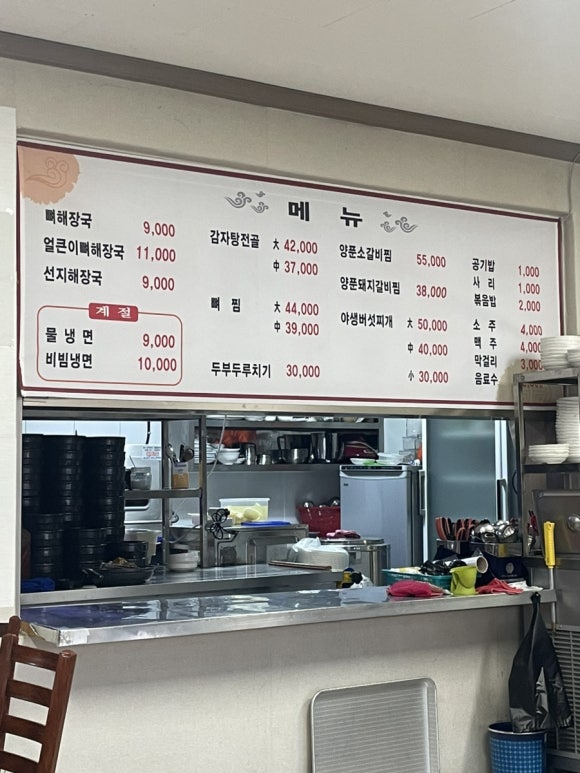 메 뉴
뼈해장국 9,000
얼큰이뼈해장국 11,000
선지해장국 9,000
계 절
물 냉 면 9,000
비빔냉면 10,000
감자탕전골 大 42,000
中 37,000
뼈 찜 大 44,000
中 39,000
두부두루치기 30,000
양푼소갈비찜 55,000
양푼돼지갈비찜 38,000
야생버섯찌개 大 50,000
中 40,000
小 30,000
공기밥 1,000
사 리 1,000
볶음밥 2,000
소 주 4,000
맥 주 4,000
막걸리 3,000
음료수